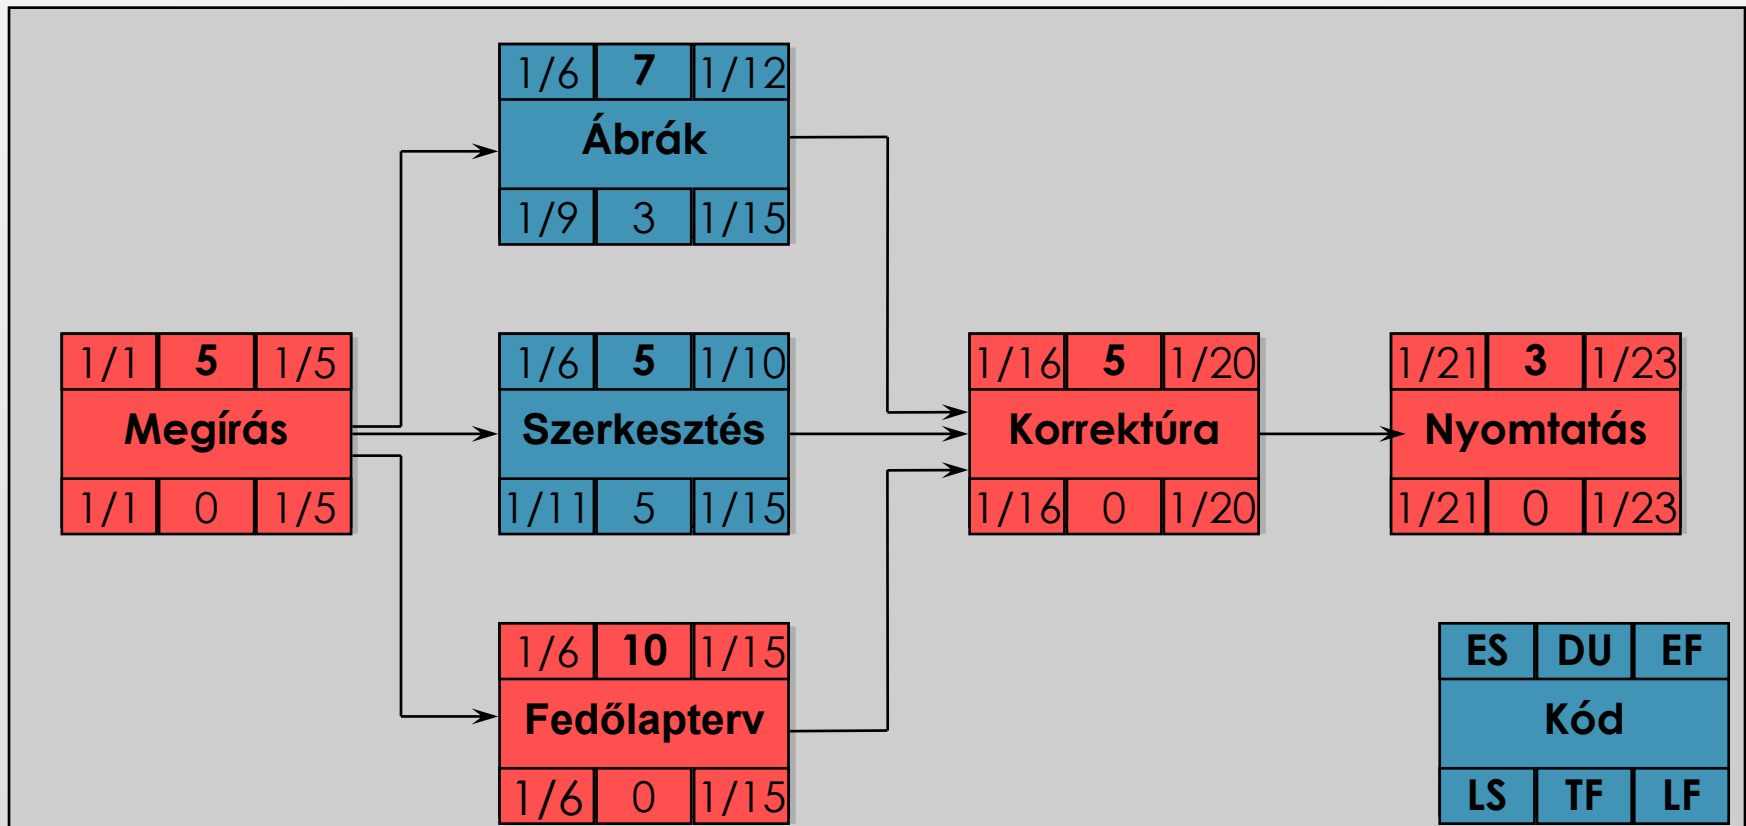 1/6 7 1/12
Ábrák
1/9 3 1/15
1/1 5 1/5
Megírás
1/1 0 1/5
1/6 5 1/10
Szerkesztés
1/11 5 1/15
1/16 5 1/20
Korrektúra
1/16 0 1/20
1/21 3 1/23
Nyomtatás
1/21 0 1/23
1/6 10 1/15
Fedőlapterv
1/6 0 1/15
ES DU EF
Kód
LS TF LF